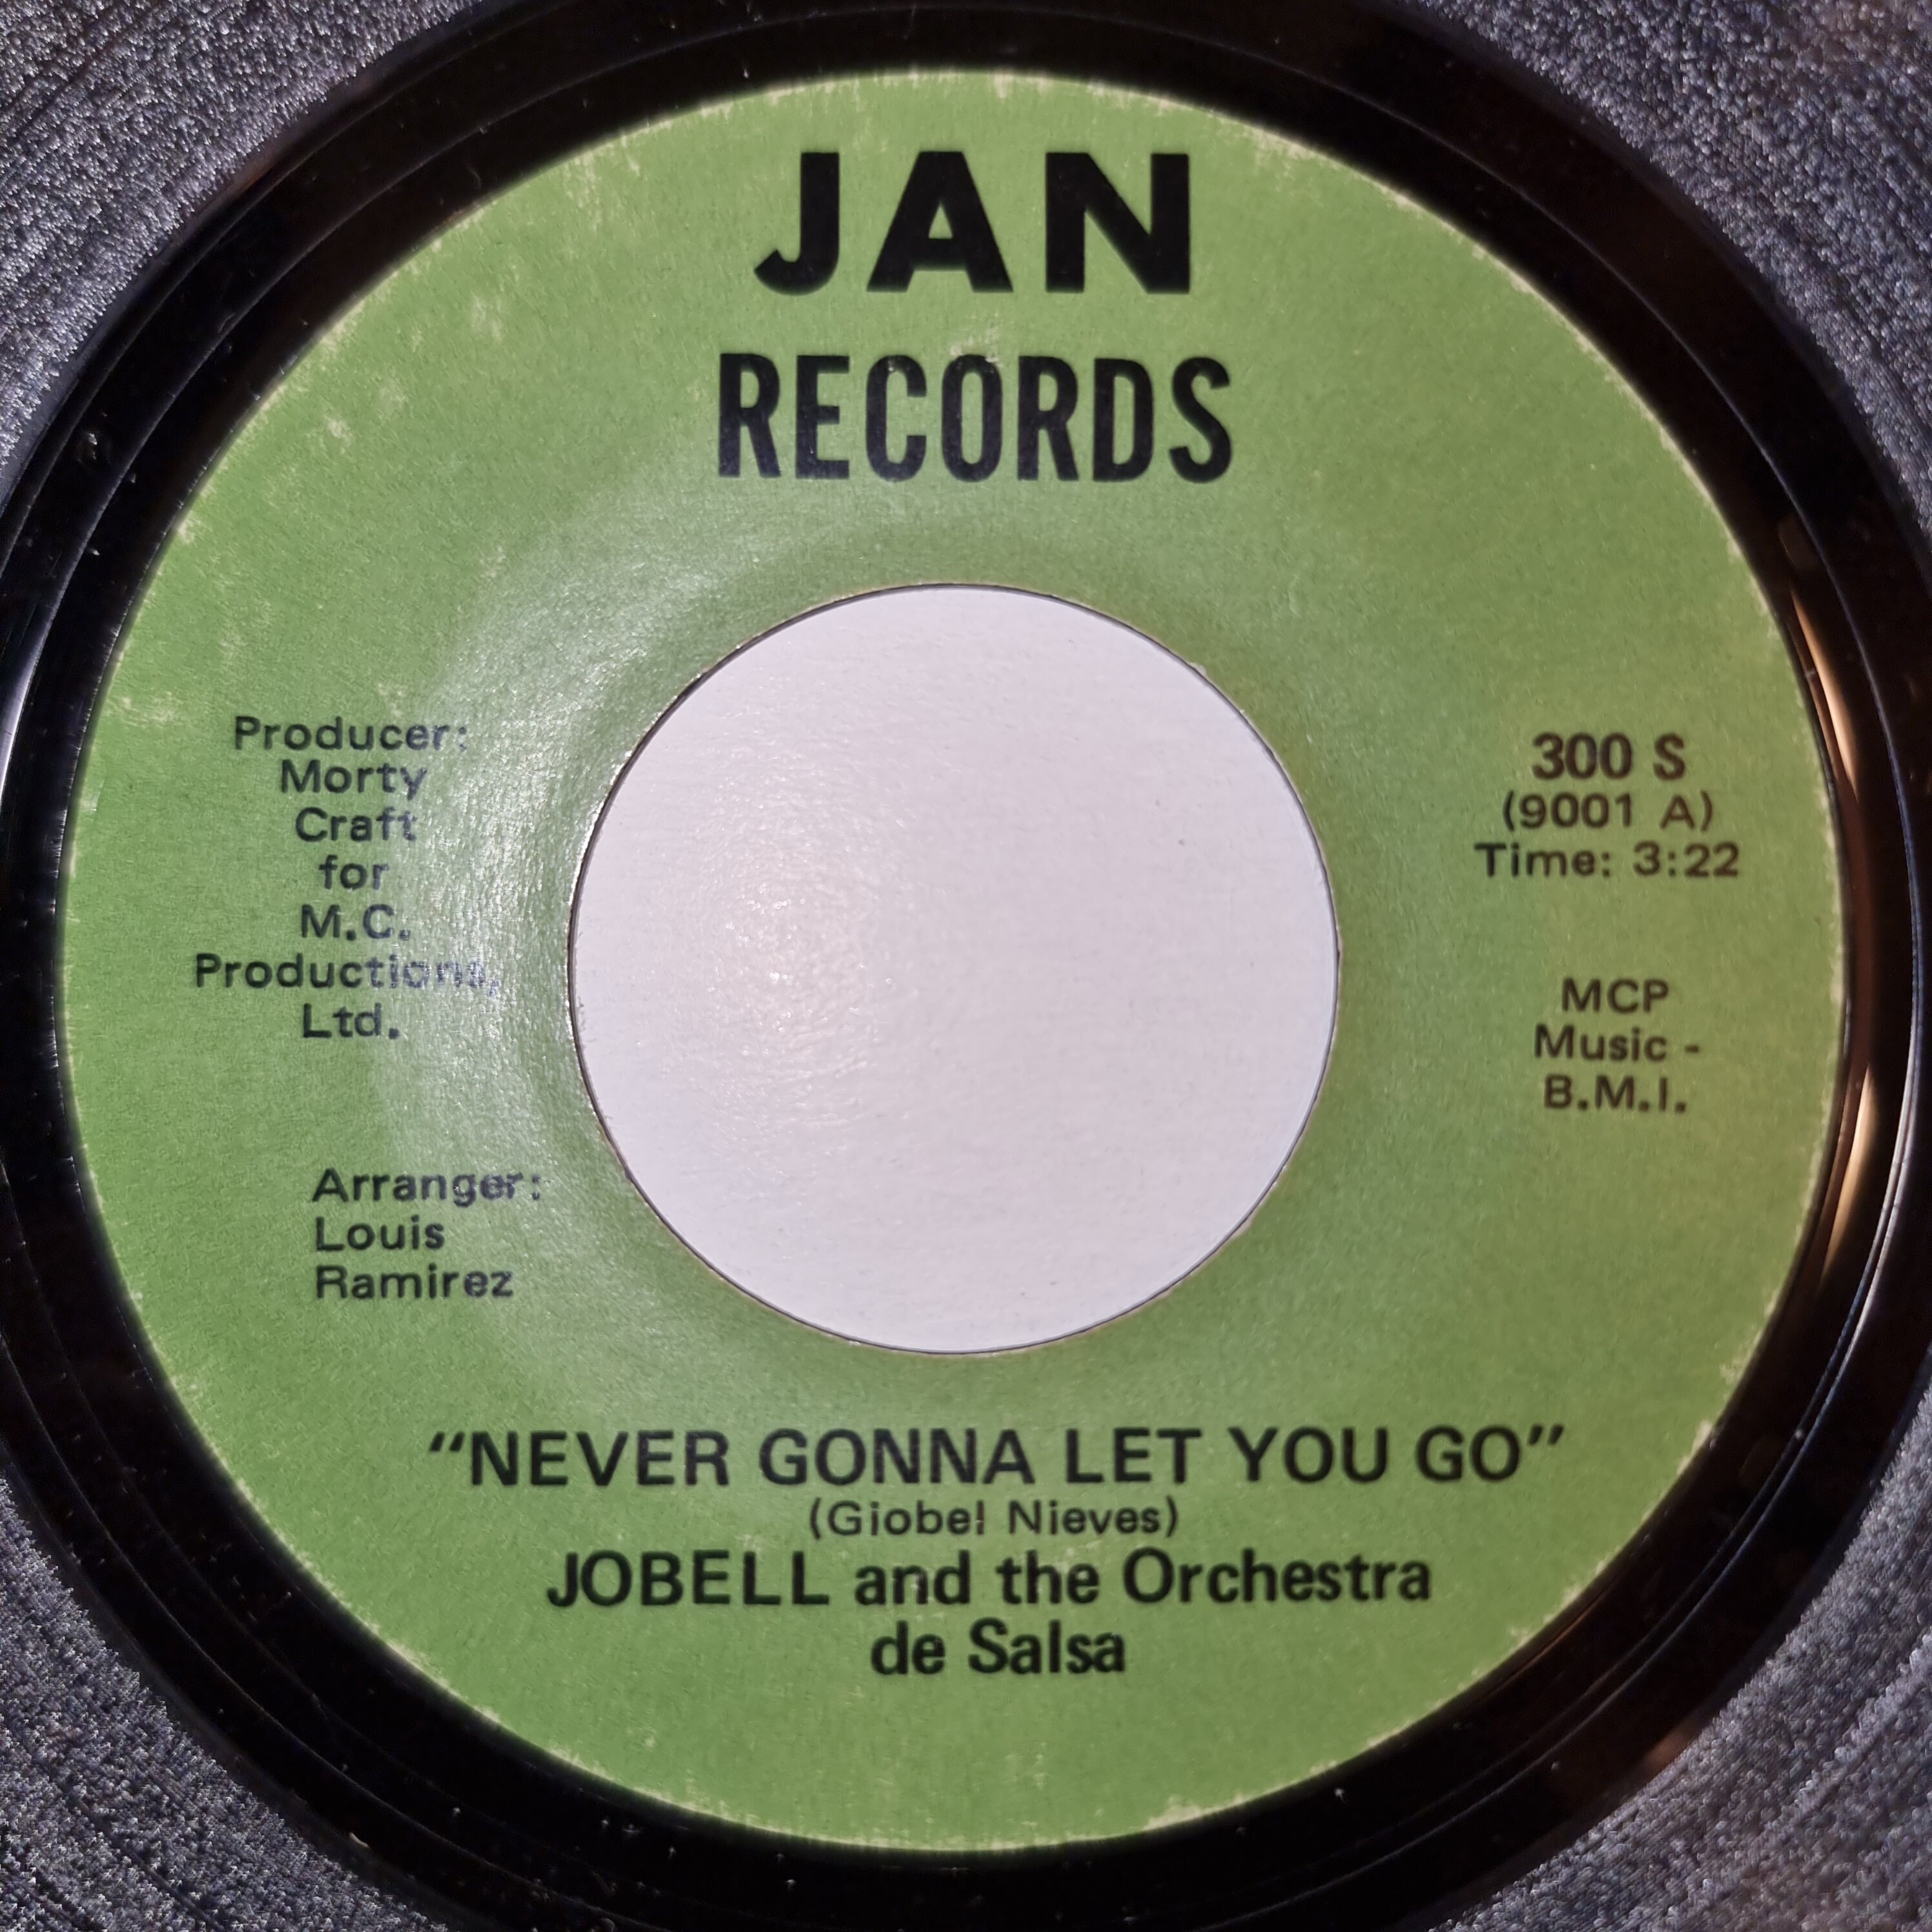 JAN
RECORDS
Producer:
Morty
Craft
for
M.C.
Productions,
Ltd.
Arranger:
Louis
Ramirez
300 S
(9001 A)
Time: 3:22
MCP
Music -
B.M.I.
“NEVER GONNA LET YOU GO”
(Giobel Nieves)
JOBELL and the Orchestra
de Salsa